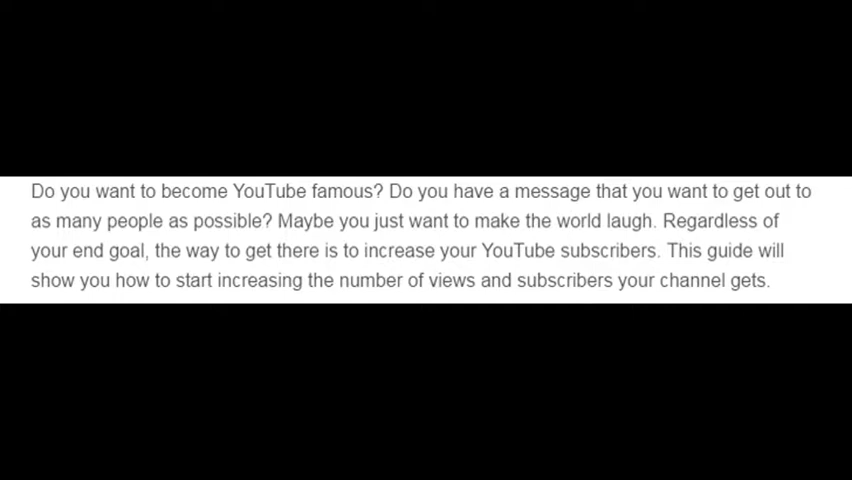 Do you want to become YouTube famous? Do you have a message that you want to get out to
as many people as possible? Maybe you just want to make the world laugh. Regardless of
your end goal, the way to get there is to increase your YouTube subscribers. This guide will
show you how to start increasing the number of views and subscribers your channel gets.